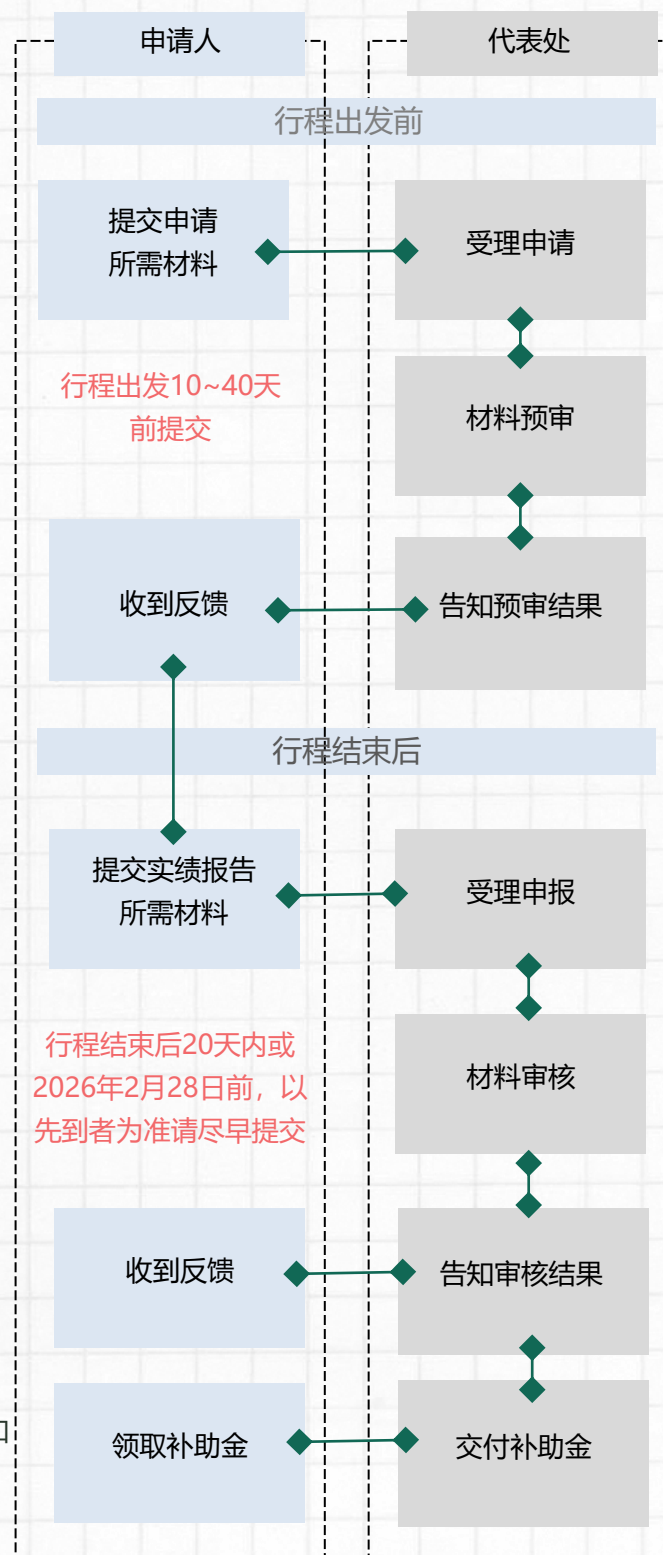 申请人
代表处
行程出发前
提交申请
所需材料
受理申请
行程出发10~40天
前提交
材料预审
收到反馈
告知预审结果
行程结束后
提交实绩报告
所需材料
受理申报
行程结束后20天内或
2026年2月28日前，以
先到者为准请尽早提交
材料审核
收到反馈
告知审核结果
领取补助金
交付补助金